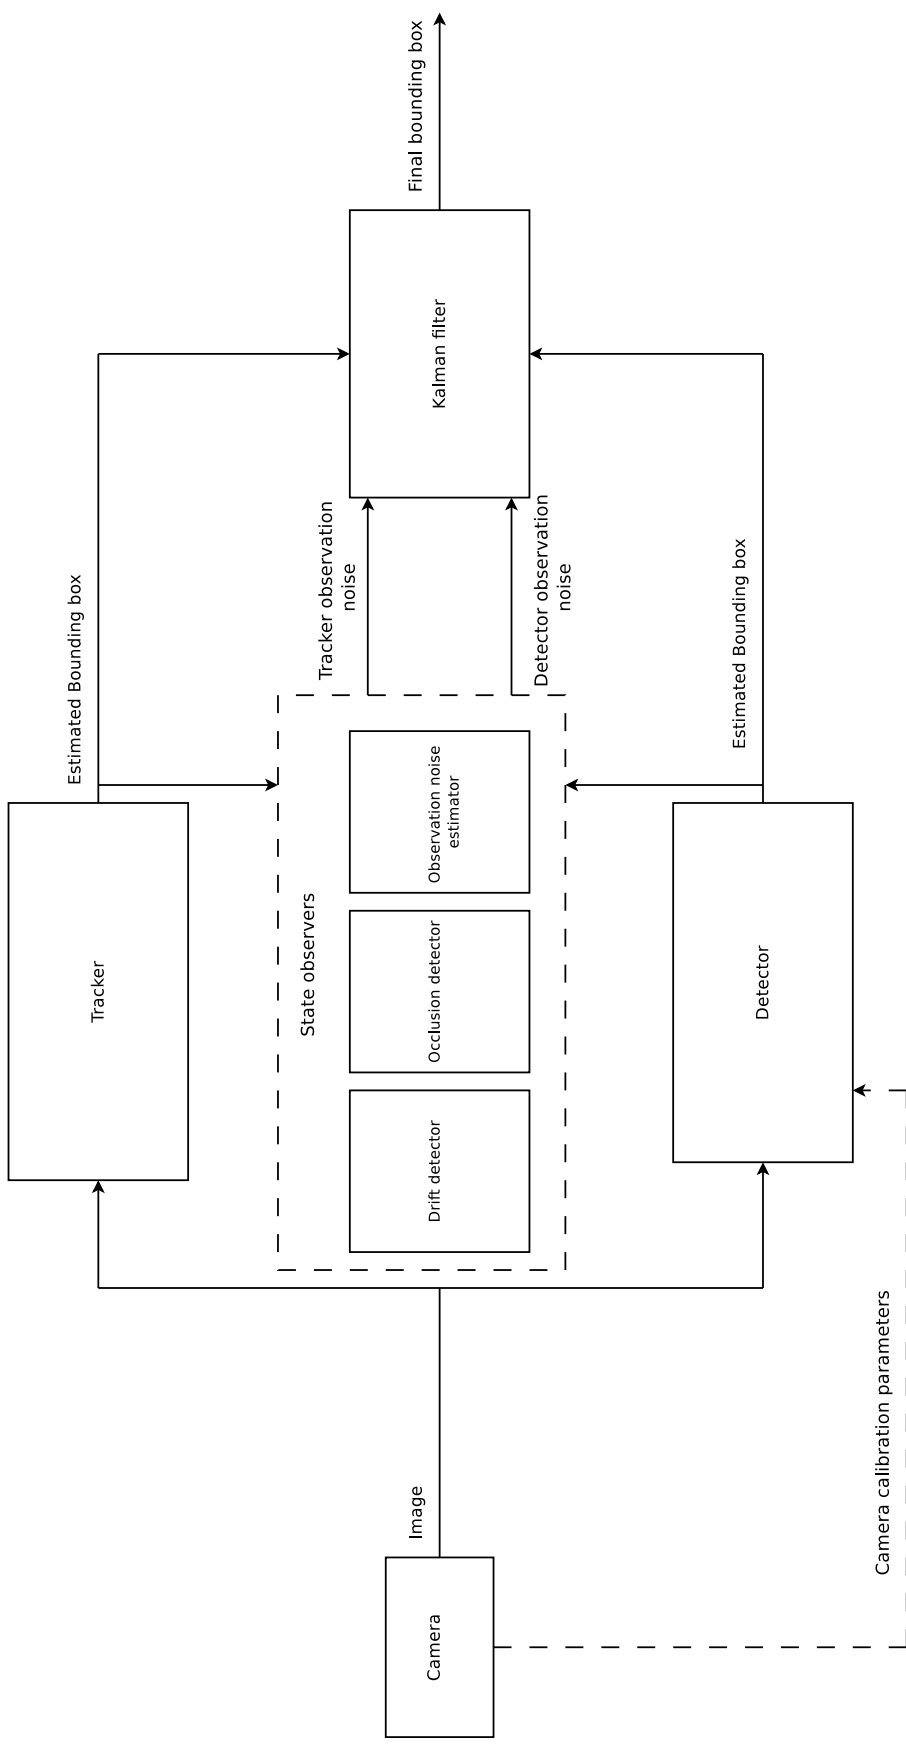 Camera
Image
Camera calibration parameters
Tracker
Estimated Bounding box
State observers
Drift detector
Occlusion detector
Observation noise
estimator
Detector
Estimated Bounding box
Tracker observation
noise
Detector observation
noise
Kalman filter
Final bounding box